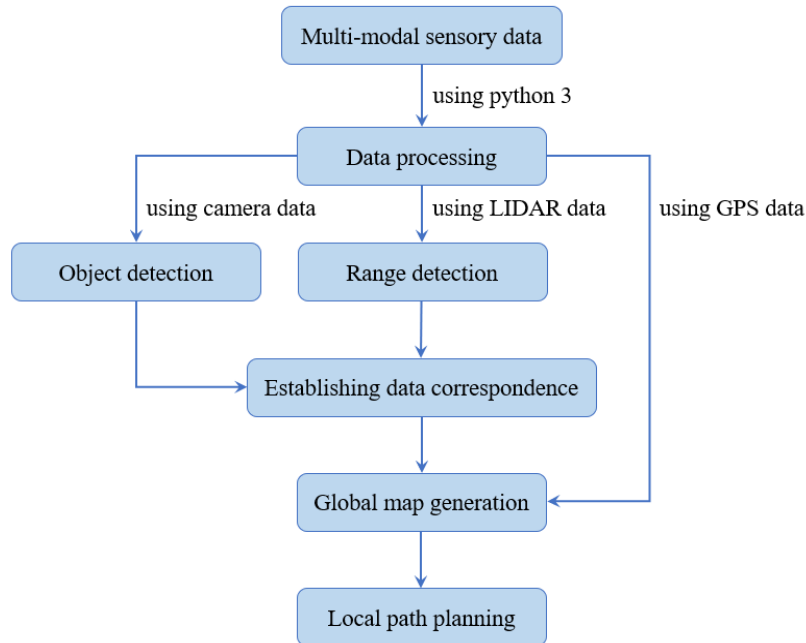 Multi-modal sensory data
using python 3
Data processing
using camera data
using LIDAR data
using GPS data
Object detection
Range detection
Establishing data correspondence
Global map generation
Local path planning